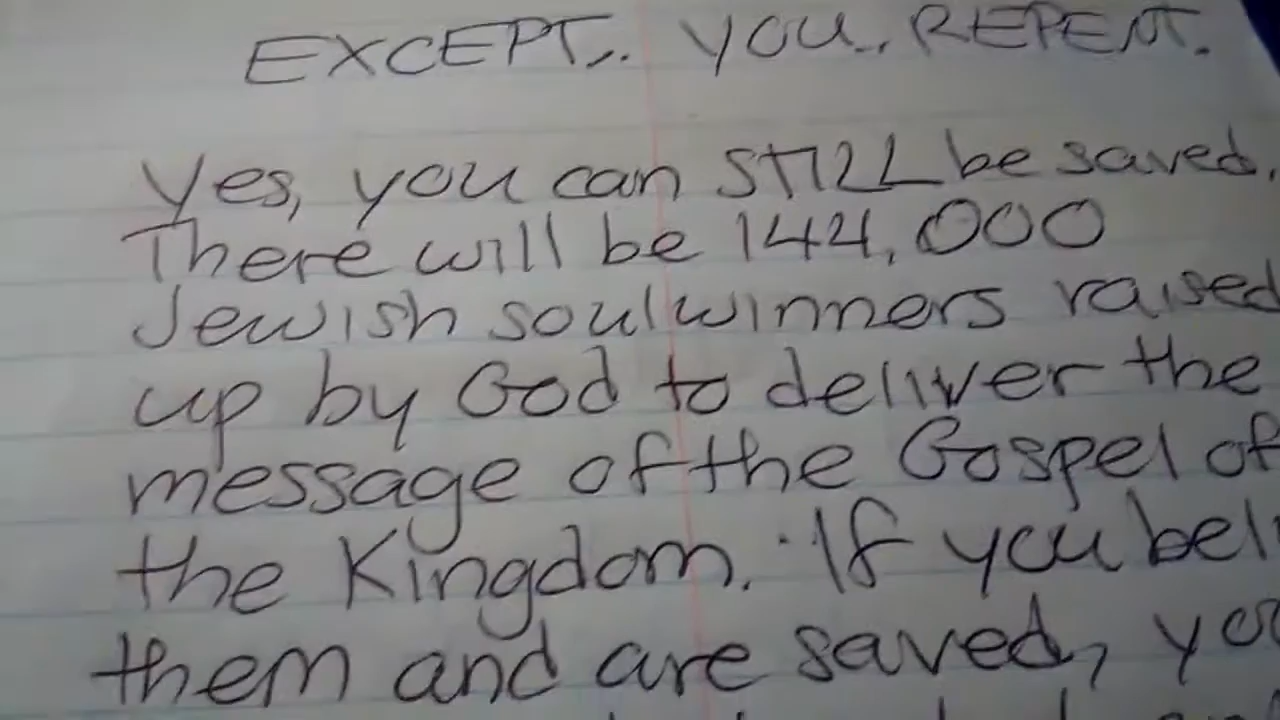 EXCEPT,. YOU., REPENT.
Yes, you can STILL be saved.
There will be 144,000
Jewish soulwinners raised
up by God to deliver the
message of the Gospel of
the Kingdom. If you
them and are saved,